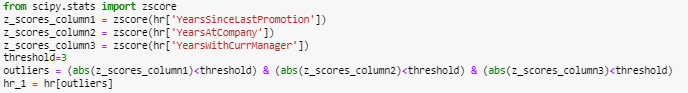 from scipy.stats import zscore
z_scores_column1 = zscore(hr['YearsSinceLastPromotion'])
z_scores_column2 = zscore(hr['YearsAtCompany'])
z_scores_column3 = zscore(hr['YearsWithCurrManager'])
threshold=3
outliers = (abs(z_scores_column1)<threshold) & (abs(z_scores_column2)<threshold) & (abs(z_scores_column3)<threshold)
hr_1 = hr[outliers]